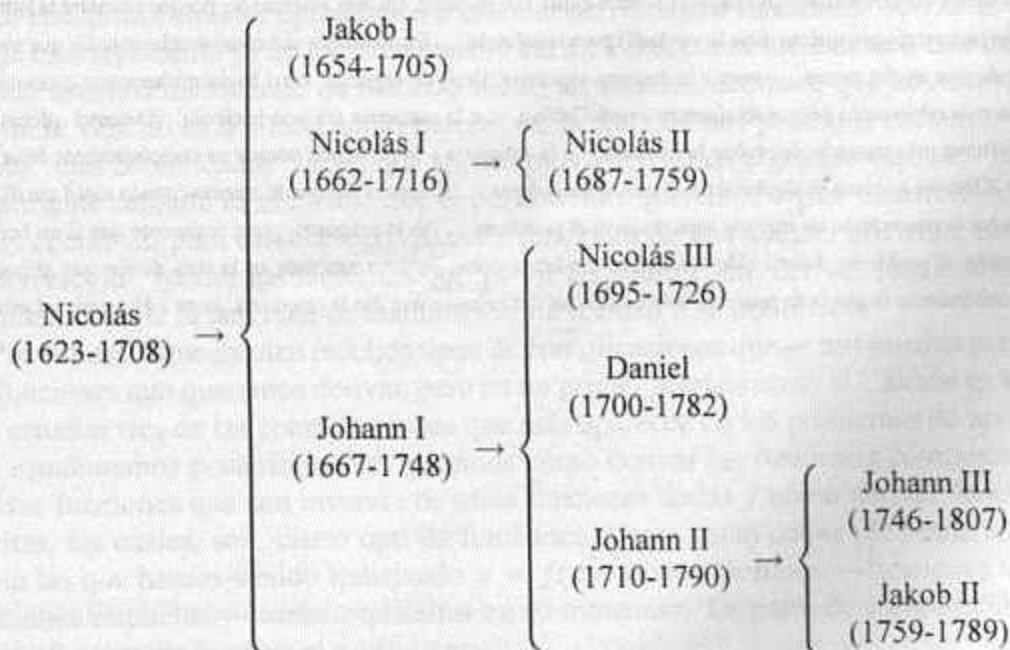 Jakob I
(1654-1705)
Nicolás I
(1662-1716)
→
Nicolás II
(1687-1759)
Nicolás
(1623-1708)
→
Johann I
(1667-1748)
→
Nicolás III
(1695-1726)
Daniel
(1700-1782)
Johann II
(1710-1790)
→
Johann III
(1746-1807)
Jakob II
(1759-1789)